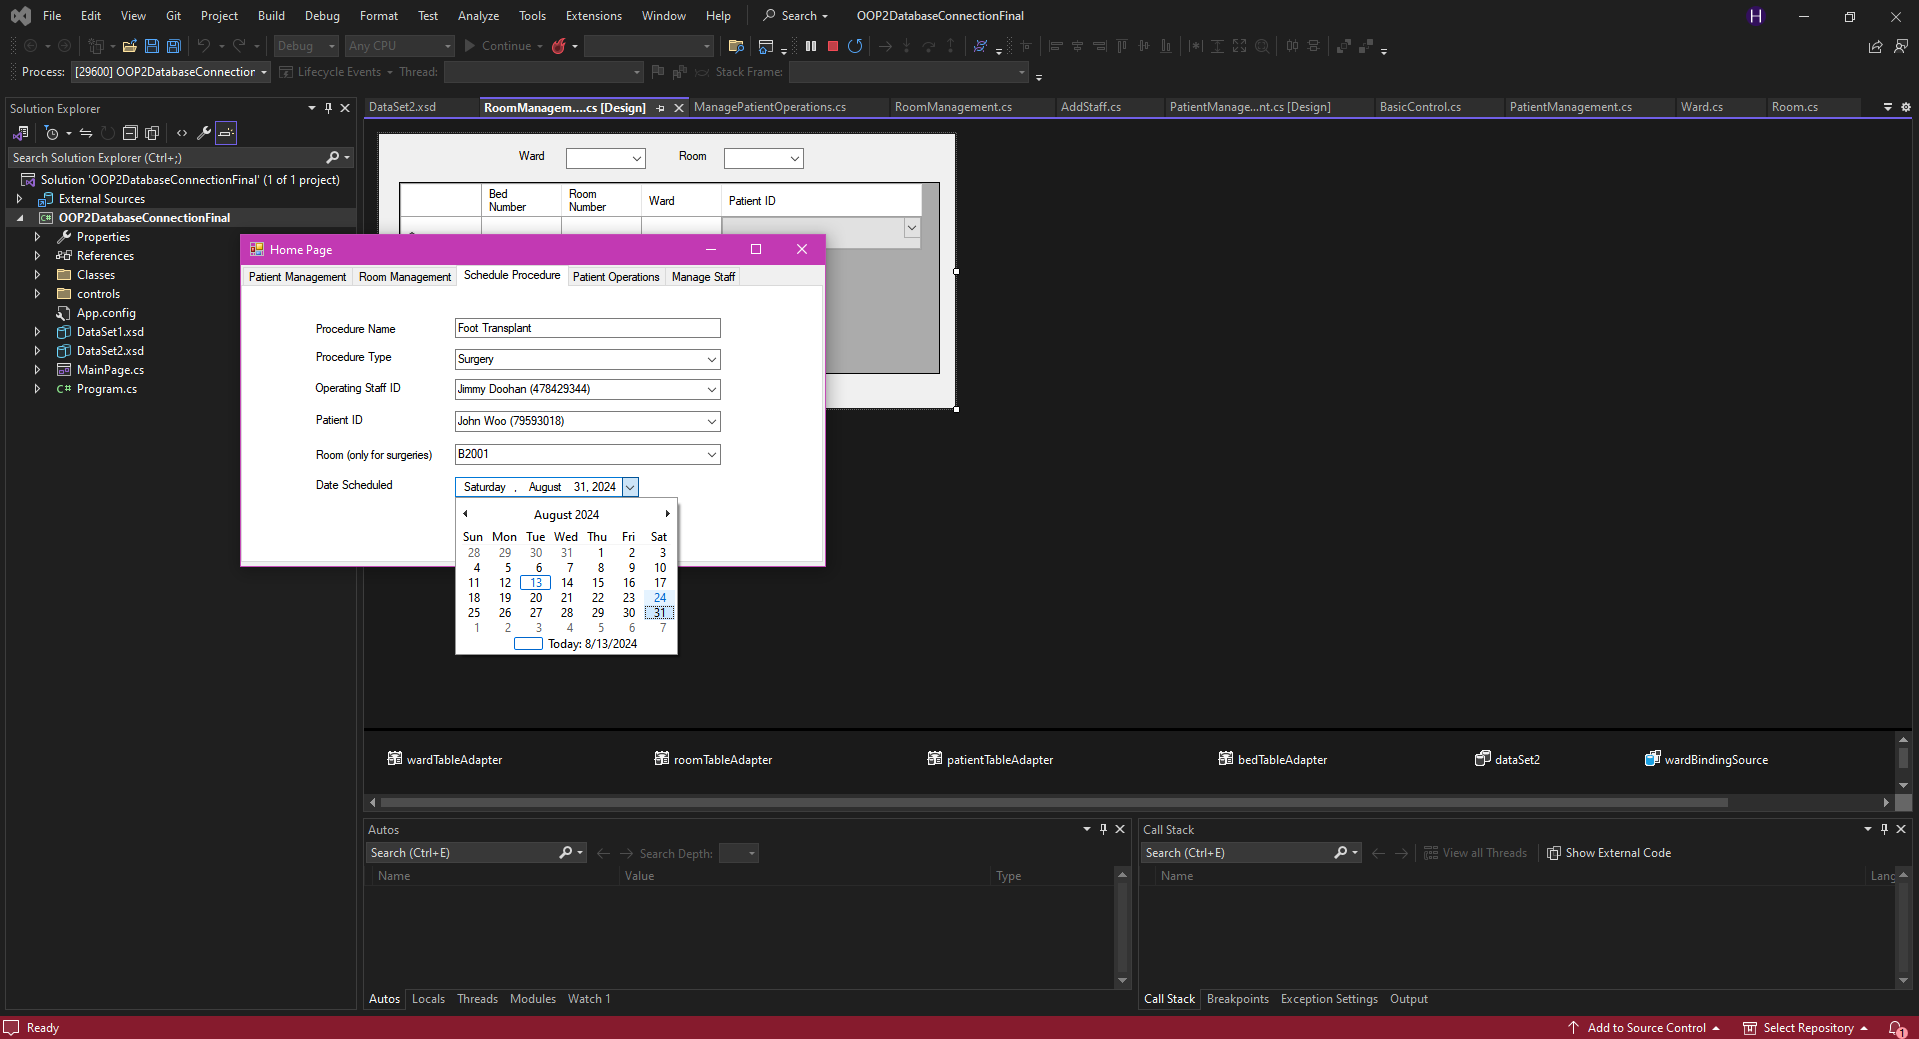 File Edit View Git Project Build Debug Format Test Analyze Tools Extensions Window Help Search OOP2DatabaseConnectionFinal H
Debug Any CPU Continue
Process: [29600] OOP2DatabaseConnection Lifecycle Events Thread: Stack Frame:
Solution Explorer
Search Solution Explorer (Ctrl+;)
Solution 'OOP2DatabaseConnectionFinal' (1 of 1 project)
External Sources
OOP2DatabaseConnectionFinal
Properties
References
Classes
controls
App.config
DataSet1.xsd
DataSet2.xsd
MainPage.cs
C# Program.cs
DataSet2.xsd RoomManagem....cs [Design] ManagePatientOperations.cs RoomManagement.cs AddStaff.cs PatientManage...nt.cs [Design] BasicControl.cs PatientManagement.cs Ward.cs Room.cs
Ward Room
Bed Number Room Number Ward Patient ID
Home Page
Patient Management Room Management Schedule Procedure Patient Operations Manage Staff
Procedure Name Foot Transplant
Procedure Type Surgery
Operating Staff ID Jimmy Doohan (478429344)
Patient ID John Woo (79593018)
Room (only for surgeries) B2001
Date Scheduled Saturday , August 31, 2024
August 2024
Sun Mon Tue Wed Thu Fri Sat
28 29 30 31 1 2 3
4 5 6 7 8 9 10
11 12 13 14 15 16 17
18 19 20 21 22 23 24
25 26 27 28 29 30 31
1 2 3 4 5 6 7
Today: 8/13/2024
wardTableAdapter roomTableAdapter patientTableAdapter bedTableAdapter dataSet2 wardBindingSource
Autos
Search (Ctrl+E) Search Depth:
Name Value Type
Autos Locals Threads Modules Watch 1
Call Stack
Search (Ctrl+E) View all Threads Show External Code
Name Lang
Call Stack Breakpoints Exception Settings Output
Ready Add to Source Control Select Repository 1